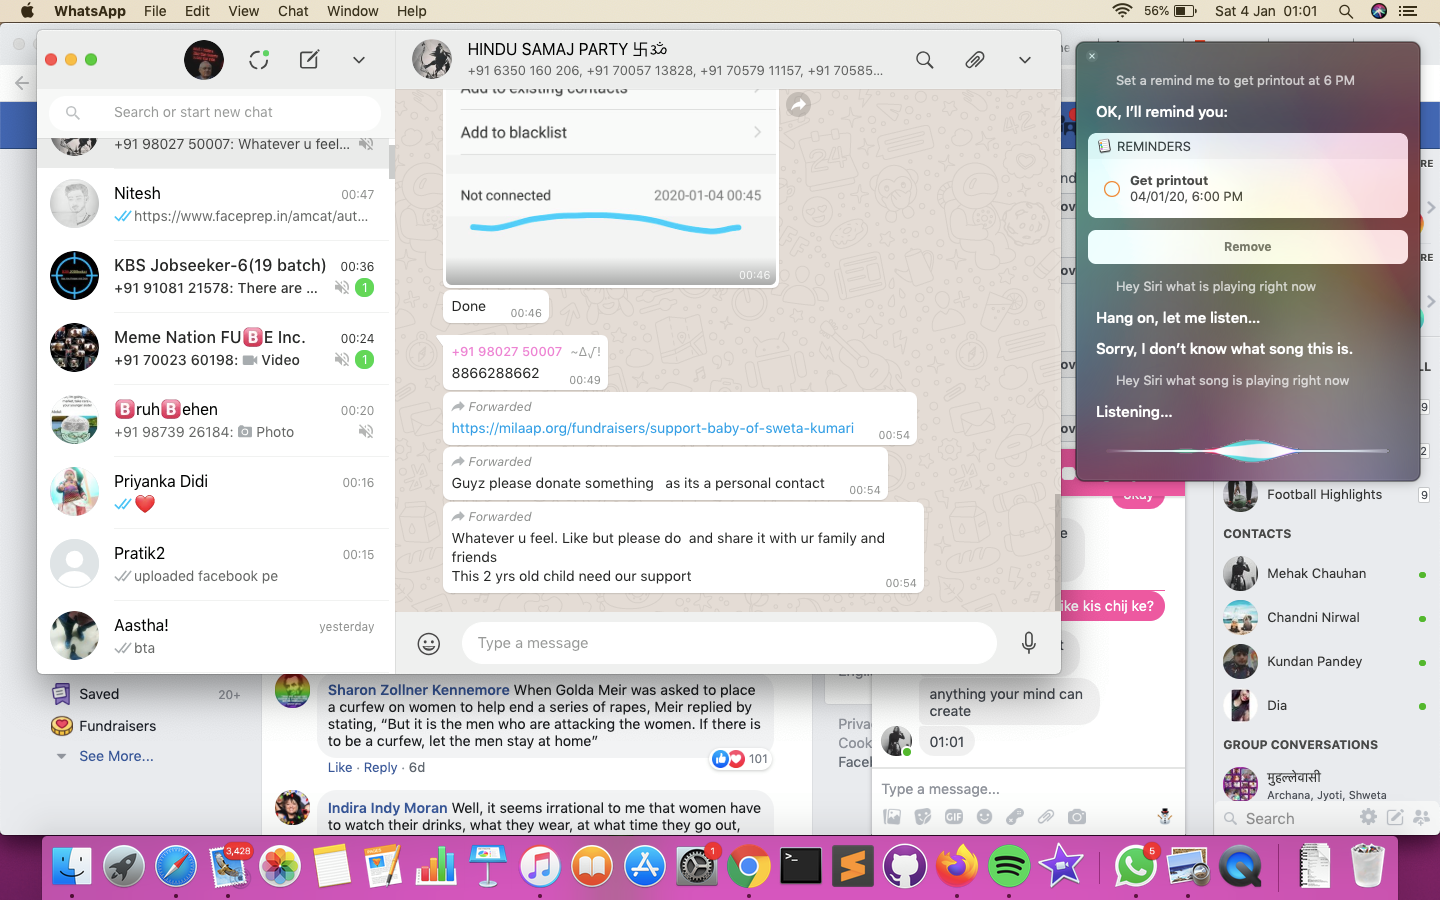 WhatsApp File Edit View Chat Window Help
56% Sat 4 Jan 01:01
Search or start new chat
+91 98027 50007: Whatever u feel...
Nitesh 00:47
https://www.faceprep.in/amcat/aut...
KBS Jobseeker-6(19 batch) 00:36
+91 91081 21578: There are ... 1
Meme Nation FU🅱️E Inc. 00:24
+91 70023 60198: Video 1
🅱️ruh🅱️ehen 00:20
+91 98739 26184: Photo
Priyanka Didi 00:16
❤️
Pratik2 00:15
uploaded facebook pe
Aastha! yesterday
bta
HINDU SAMAJ PARTY 卐ॐ
+91 6350 160 206, +91 70057 13828, +91 70579 11157, +91 70585...
Add to existing contacts
Add to blacklist
Not connected 2020-01-04 00:45
00:46
Done 00:46
+91 98027 50007 ~∆√!
8866288662 00:49
Forwarded
https://milaap.org/fundraisers/support-baby-of-sweta-kumari 00:54
Forwarded
Guyz please donate something as its a personal contact 00:54
Forwarded
Whatever u feel. Like but please do and share it with ur family and
friends
This 2 yrs old child need our support 00:54
Type a message
Set a remind me to get printout at 6 PM
OK, I'll remind you:
REMINDERS
Get printout
04/01/20, 6:00 PM
Remove
Hey Siri what is playing right now
Hang on, let me listen...
Sorry, I don't know what song this is.
Hey Siri what song is playing right now
Listening...
Saved 20+
Fundraisers
See More...
Sharon Zollner Kennemore When Golda Meir was asked to place
a curfew on women to help end a series of rapes, Meir replied by
stating, “But it is the men who are attacking the women. If there is
to be a curfew, let the men stay at home”
101
Like · Reply · 6d
Indira Indy Moran Well, it seems irrational to me that women have
to watch their drinks, what they wear, at what time they go out,
Priva
Cook
Facel
okay
ike kis chij ke?
anything your mind can
create
01:01
Type a message...
GIF
Football Highlights 9
CONTACTS
Mehak Chauhan
Chandni Nirwal
Kundan Pandey
Dia
GROUP CONVERSATIONS
मुहल्लेवासी
Archana, Jyoti, Shweta
Search
3,428
1
5